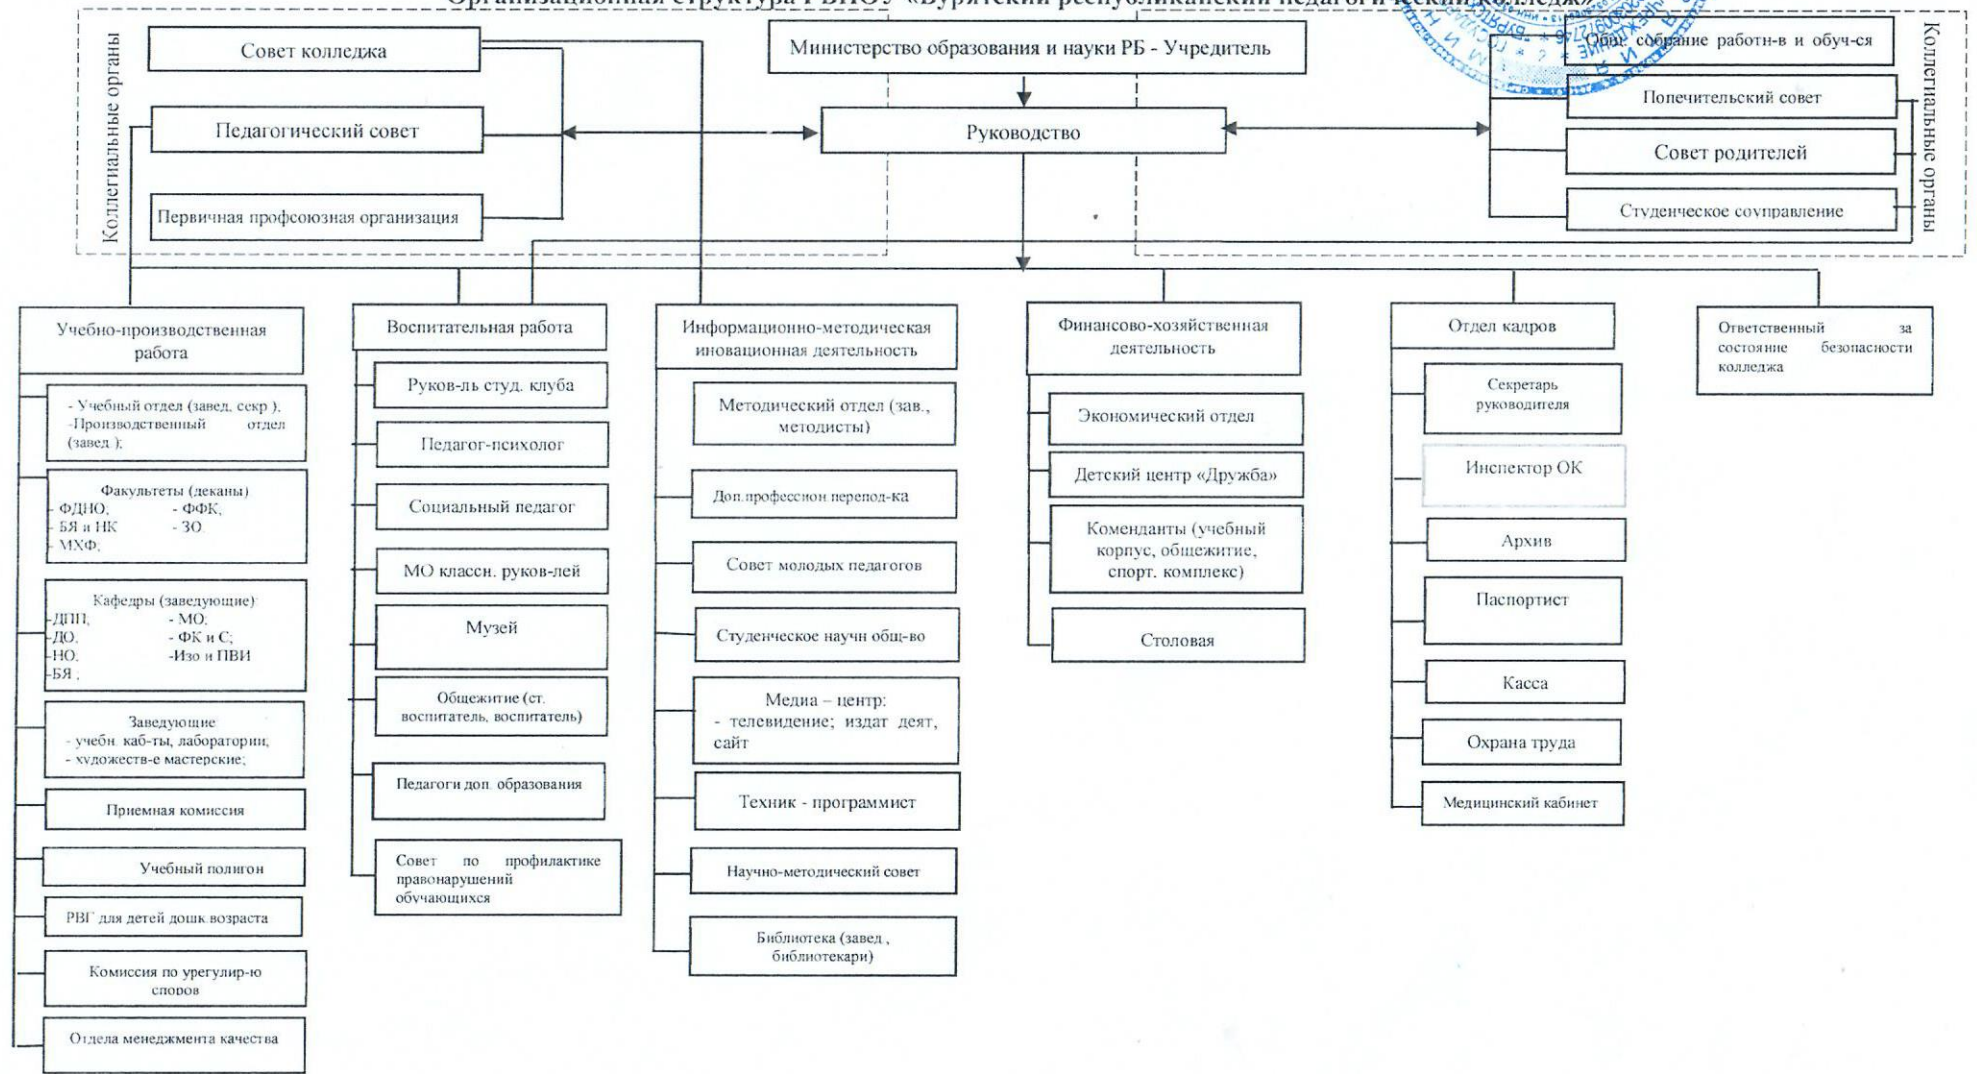 Организационная структура ГБПОУ «Бурятский республиканский педагогический колледж»
Коллегиальные органы
Совет колледжа
Педагогический совет
Первичная профсоюзная организация
Министерство образования и науки РБ - Учредитель
Руководство
Общ. собрание работн-в и обуч-ся
Попечительский совет
Совет родителей
Студенческое соуправление
Коллегиальные органы
Учебно-производственная
работа
- Учебный отдел (завед, секр ),
-Производственный отдел
(завед );
Факультеты (деканы)
- ФДНО; - ФФК,
- БЯ и НК - ЗО.
- МХФ;
Кафедры (заведующие)
-ДПП; - МО;
-ДО; - ФК и С;
-НО; -Изо и ПВИ
-БЯ ;
Заведующие
- учебн. каб-ты, лаборатории;
- художеств-е мастерские;
Приемная комиссия
Учебный полигон
РВГ для детей дошк.возраста
Комиссия по урегулир-ю
споров
Отдела менеджмента качества
Воспитательная работа
Руков-ль студ. клуба
Педагог-психолог
Социальный педагог
МО классн. руков-лей
Музей
Общежитие (ст.
воспитатель, воспитатель)
Педагоги доп. образования
Совет по профилактике
правонарушений
обучающихся
Информационно-методическая
иновационная деятельность
Методический отдел (зав.,
методисты)
Доп.профессион перепод-ка
Совет молодых педагогов
Студенческое научн общ-во
Медиа – центр:
- телевидение; издат деят,
сайт
Техник - программист
Научно-методический совет
Библиотека (завед.,
библиотекари)
Финансово-хозяйственная
деятельность
Экономический отдел
Детский центр «Дружба»
Коменданты (учебный
корпус, общежитие,
спорт. комплекс)
Столовая
Отдел кадров
Секретарь
руководителя
Инспектор ОК
Архив
Паспортист
Касса
Охрана труда
Медицинский кабинет
Ответственный за
состояние безопасности
колледжа